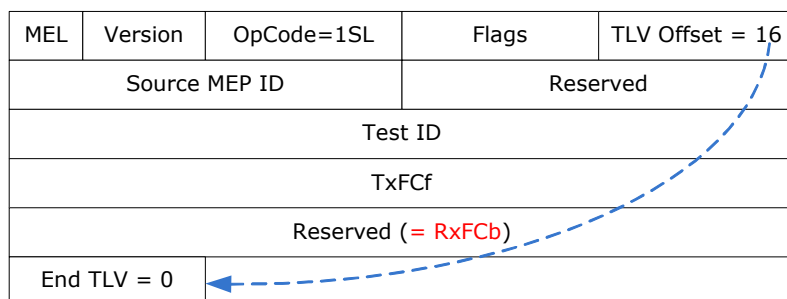 MEL Version OpCode=1SL Flags TLV Offset = 16
Source MEP ID Reserved
Test ID
TxFCf
Reserved (= RxFCb)
End TLV = 0